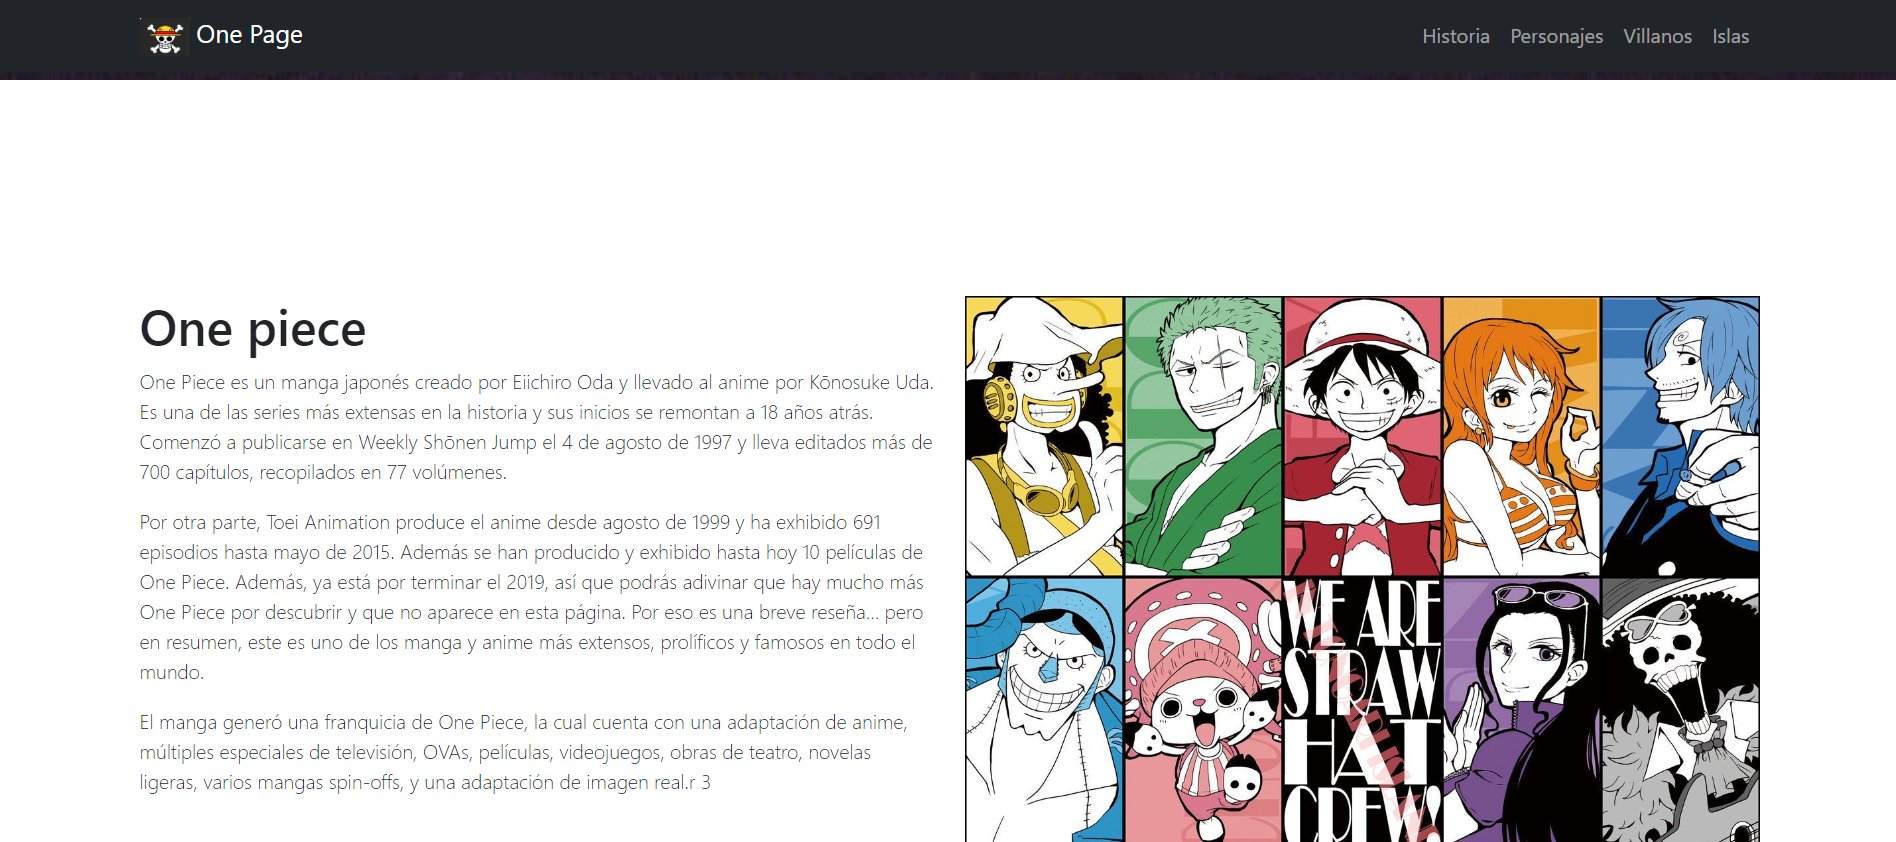 One Page
Historia Personajes Villanos Islas
One piece
One Piece es un manga japonés creado por Eiichiro Oda y llevado al anime por Kōnosuke Uda.
Es una de las series más extensas en la historia y sus inicios se remontan a 18 años atrás.
Comenzó a publicarse en Weekly Shōnen Jump el 4 de agosto de 1997 y lleva editados más de
700 capítulos, recopilados en 77 volúmenes.
Por otra parte, Toei Animation produce el anime desde agosto de 1999 y ha exhibido 691
episodios hasta mayo de 2015. Además se han producido y exhibido hasta hoy 10 películas de
One Piece. Además, ya está por terminar el 2019, así que podrás adivinar que hay mucho más
One Piece por descubrir y que no aparece en esta página. Por eso es una breve reseña... pero
en resumen, este es uno de los manga y anime más extensos, prolíficos y famosos en todo el
mundo.
El manga generó una franquicia de One Piece, la cual cuenta con una adaptación de anime,
múltiples especiales de televisión, OVAs, películas, videojuegos, obras de teatro, novelas
ligeras, varios mangas spin-offs, y una adaptación de imagen real.r 3
WE ARE
STRAW
HAT
CREW!